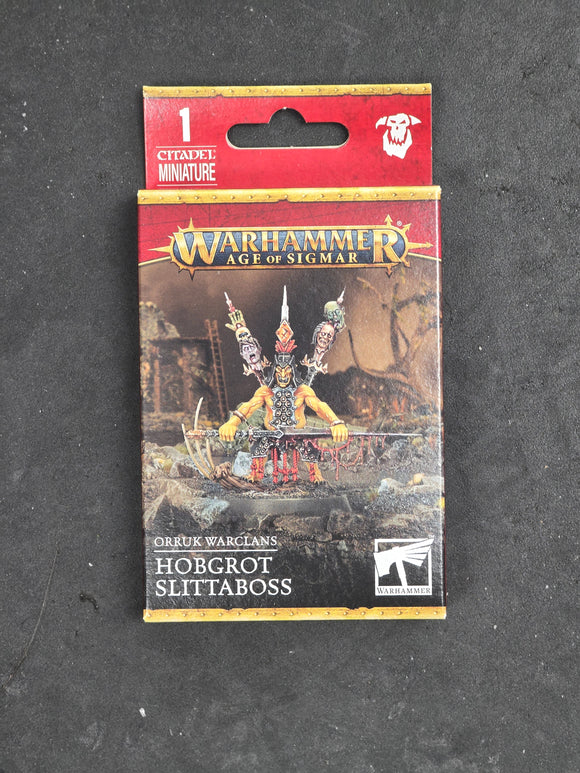 1
CITADEL
MINIATURE
WARHAMMER®
AGE OF SIGMAR
ORRUK WARCLANS
HOBGROT
SLITTABOSS
WARHAMMER